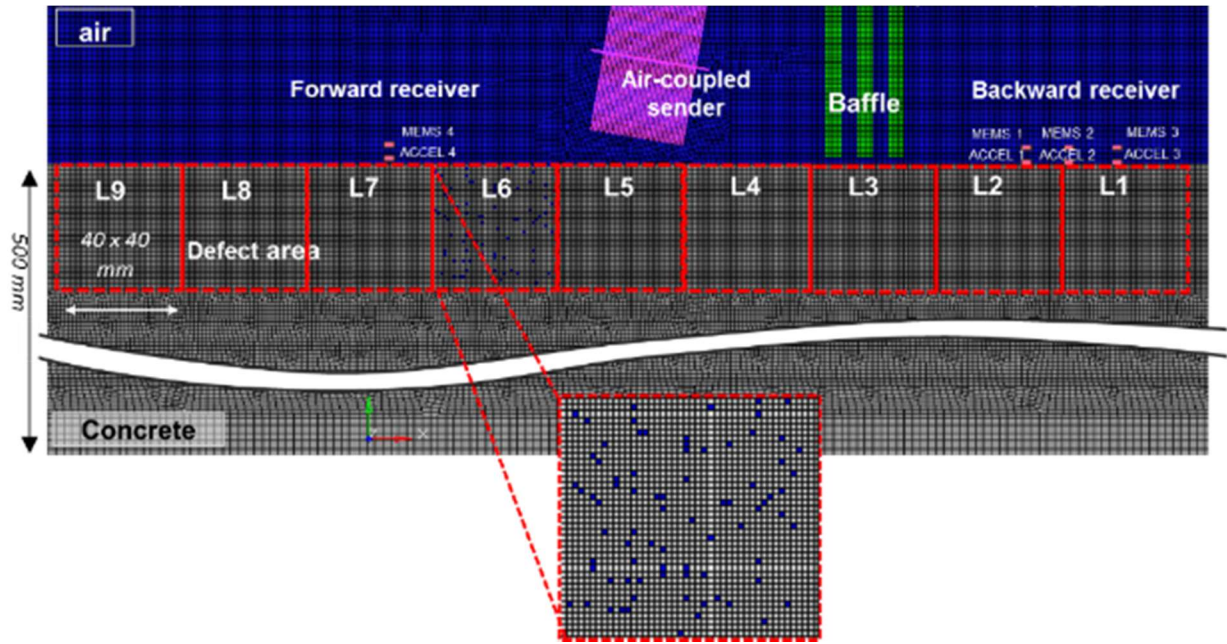 air
Forward receiver
Air-coupled
sender
Baffle
Backward receiver
MEMS 4
ACCEL 4
MEMS 1 MEMS 2 MEMS 3
ACCEL 1 ACCEL 2 ACCEL 3
L9 L8 L7 L6 L5 L4 L3 L2 L1
40 x 40
mm
Defect area
500 mm
Concrete
X